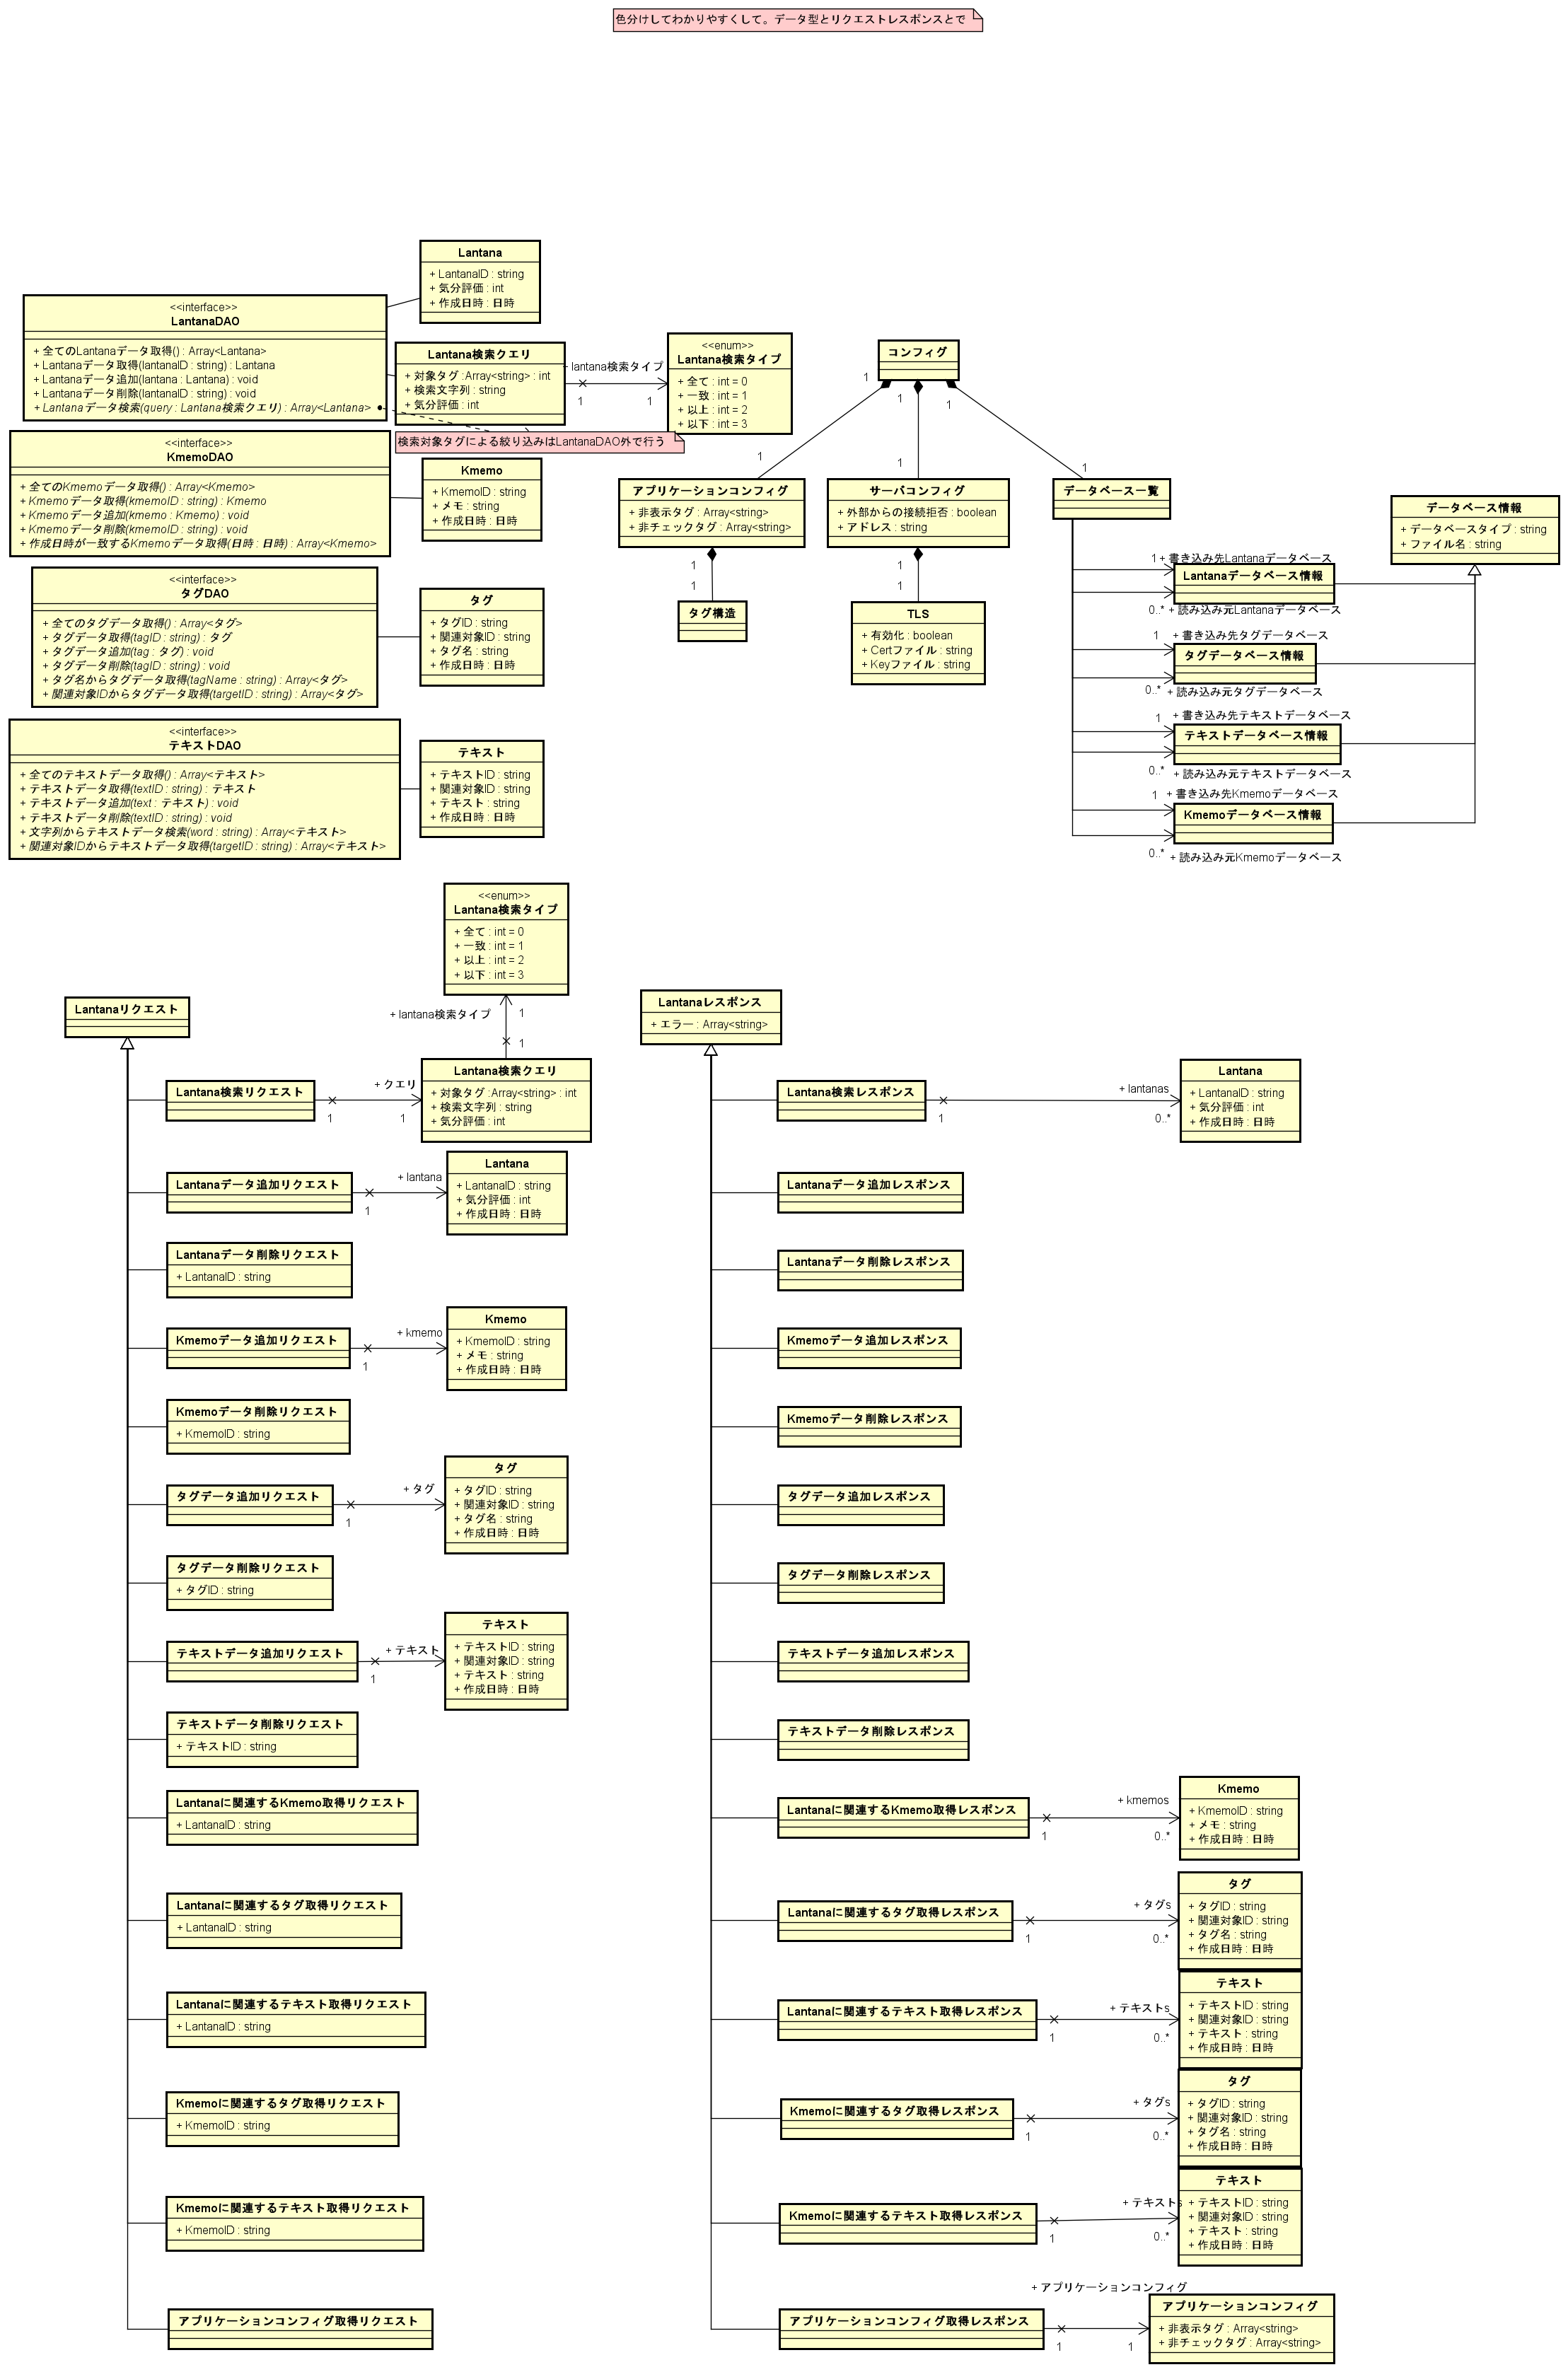 色分けしてわかりやすくして。データ型とリクエストレスポンスとで
Lantana
+ LantanaID : string
+ 気分評価 : int
+ 作成日時 : 日時
<<interface>>
LantanaDAO
+ 全てのLantanaデータ取得() : Array<Lantana>
+ Lantanaデータ取得(lantanaID : string) : Lantana
+ Lantanaデータ追加(lantana : Lantana) : void
+ Lantanaデータ削除(lantanaID : string) : void
+ Lantanaデータ検索(query : Lantana検索クエリ) : Array<Lantana>
Lantana検索クエリ
+ 対象タグ :Array<string> : int
+ 検索文字列 : string
+ 気分評価 : int
+ lantana検索タイプ
1
1
<<enum>>
Lantana検索タイプ
+ 全て : int = 0
+ 一致 : int = 1
+ 以上 : int = 2
+ 以下 : int = 3
検索対象タグによる絞り込みはLantanaDAO外で行う
<<interface>>
KmemoDAO
+ 全てのKmemoデータ取得() : Array<Kmemo>
+ Kmemoデータ取得(kmemoID : string) : Kmemo
+ Kmemoデータ追加(kmemo : Kmemo) : void
+ Kmemoデータ削除(kmemoID : string) : void
+ 作成日時が一致するKmemoデータ取得(日時 : 日時) : Array<Kmemo>
Kmemo
+ KmemoID : string
+ メモ : string
+ 作成日時 : 日時
<<interface>>
タグDAO
+ 全てのタグデータ取得() : Array<タグ>
+ タグデータ取得(tagID : string) : タグ
+ タグデータ追加(tag : タグ) : void
+ タグデータ削除(tagID : string) : void
+ タグ名からタグデータ取得(tagName : string) : Array<タグ>
+ 関連対象IDからタグデータ取得(targetID : string) : Array<タグ>
タグ
+ タグID : string
+ 関連対象ID : string
+ タグ名 : string
+ 作成日時 : 日時
<<interface>>
テキストDAO
+ 全てのテキストデータ取得() : Array<テキスト>
+ テキストデータ取得(textID : string) : テキスト
+ テキストデータ追加(text : テキスト) : void
+ テキストデータ削除(textID : string) : void
+ 文字列からテキストデータ検索(word : string) : Array<テキスト>
+ 関連対象IDからテキストデータ取得(targetID : string) : Array<テキスト>
テキスト
+ テキストID : string
+ 関連対象ID : string
+ テキスト : string
+ 作成日時 : 日時
コンフィグ
1
1
1
1
1
1
アプリケーションコンフィグ
+ 非表示タグ : Array<string>
+ 非チェックタグ : Array<string>
1
1
タグ構造
サーバコンフィグ
+ 外部からの接続拒否 : boolean
+ アドレス : string
1
1
TLS
+ 有効化 : boolean
+ Certファイル : string
+ Keyファイル : string
データベース一覧
データベース情報
+ データベースタイプ : string
+ ファイル名 : string
1 + 書き込み先Lantanaデータベース
Lantanaデータベース情報
0..* + 読み込み元Lantanaデータベース
1 + 書き込み先タグデータベース
タグデータベース情報
0..* + 読み込み元タグデータベース
1 + 書き込み先テキストデータベース
テキストデータベース情報
0..* + 読み込み元テキストデータベース
1 + 書き込み先Kmemoデータベース
Kmemoデータベース情報
0..* + 読み込み元Kmemoデータベース
<<enum>>
Lantana検索タイプ
+ 全て : int = 0
+ 一致 : int = 1
+ 以上 : int = 2
+ 以下 : int = 3
+ lantana検索タイプ
1
1
Lantanaリクエスト
Lantana検索リクエスト
+ クエリ
1
1
Lantana検索クエリ
+ 対象タグ :Array<string> : int
+ 検索文字列 : string
+ 気分評価 : int
Lantanaデータ追加リクエスト
+ lantana
1
Lantana
+ LantanaID : string
+ 気分評価 : int
+ 作成日時 : 日時
Lantanaデータ削除リクエスト
+ LantanaID : string
Kmemoデータ追加リクエスト
+ kmemo
1
Kmemo
+ KmemoID : string
+ メモ : string
+ 作成日時 : 日時
Kmemoデータ削除リクエスト
+ KmemoID : string
タグデータ追加リクエスト
+ タグ
1
タグ
+ タグID : string
+ 関連対象ID : string
+ タグ名 : string
+ 作成日時 : 日時
タグデータ削除リクエスト
+ タグID : string
テキストデータ追加リクエスト
+ テキスト
1
テキスト
+ テキストID : string
+ 関連対象ID : string
+ テキスト : string
+ 作成日時 : 日時
テキストデータ削除リクエスト
+ テキストID : string
Lantanaに関連するKmemo取得リクエスト
+ LantanaID : string
Lantanaに関連するタグ取得リクエスト
+ LantanaID : string
Lantanaに関連するテキスト取得リクエスト
+ LantanaID : string
Kmemoに関連するタグ取得リクエスト
+ KmemoID : string
Kmemoに関連するテキスト取得リクエスト
+ KmemoID : string
アプリケーションコンフィグ取得リクエスト
Lantanaレスポンス
+ エラー : Array<string>
Lantana検索レスポンス
+ lantanas
1
0..*
Lantana
+ LantanaID : string
+ 気分評価 : int
+ 作成日時 : 日時
Lantanaデータ追加レスポンス
Lantanaデータ削除レスポンス
Kmemoデータ追加レスポンス
Kmemoデータ削除レスポンス
タグデータ追加レスポンス
タグデータ削除レスポンス
テキストデータ追加レスポンス
テキストデータ削除レスポンス
Lantanaに関連するKmemo取得レスポンス
+ kmemos
1
0..*
Kmemo
+ KmemoID : string
+ メモ : string
+ 作成日時 : 日時
Lantanaに関連するタグ取得レスポンス
+ タグs
1
0..*
タグ
+ タグID : string
+ 関連対象ID : string
+ タグ名 : string
+ 作成日時 : 日時
Lantanaに関連するテキスト取得レスポンス
+ テキストs
1
0..*
テキスト
+ テキストID : string
+ 関連対象ID : string
+ テキスト : string
+ 作成日時 : 日時
Kmemoに関連するタグ取得レスポンス
+ タグs
1
0..*
タグ
+ タグID : string
+ 関連対象ID : string
+ タグ名 : string
+ 作成日時 : 日時
Kmemoに関連するテキスト取得レスポンス
+ テキストs
1
0..*
テキスト
+ テキストID : string
+ 関連対象ID : string
+ テキスト : string
+ 作成日時 : 日時
アプリケーションコンフィグ取得レスポンス
+ アプリケーションコンフィグ
1
1
アプリケーションコンフィグ
+ 非表示タグ : Array<string>
+ 非チェックタグ : Array<string>